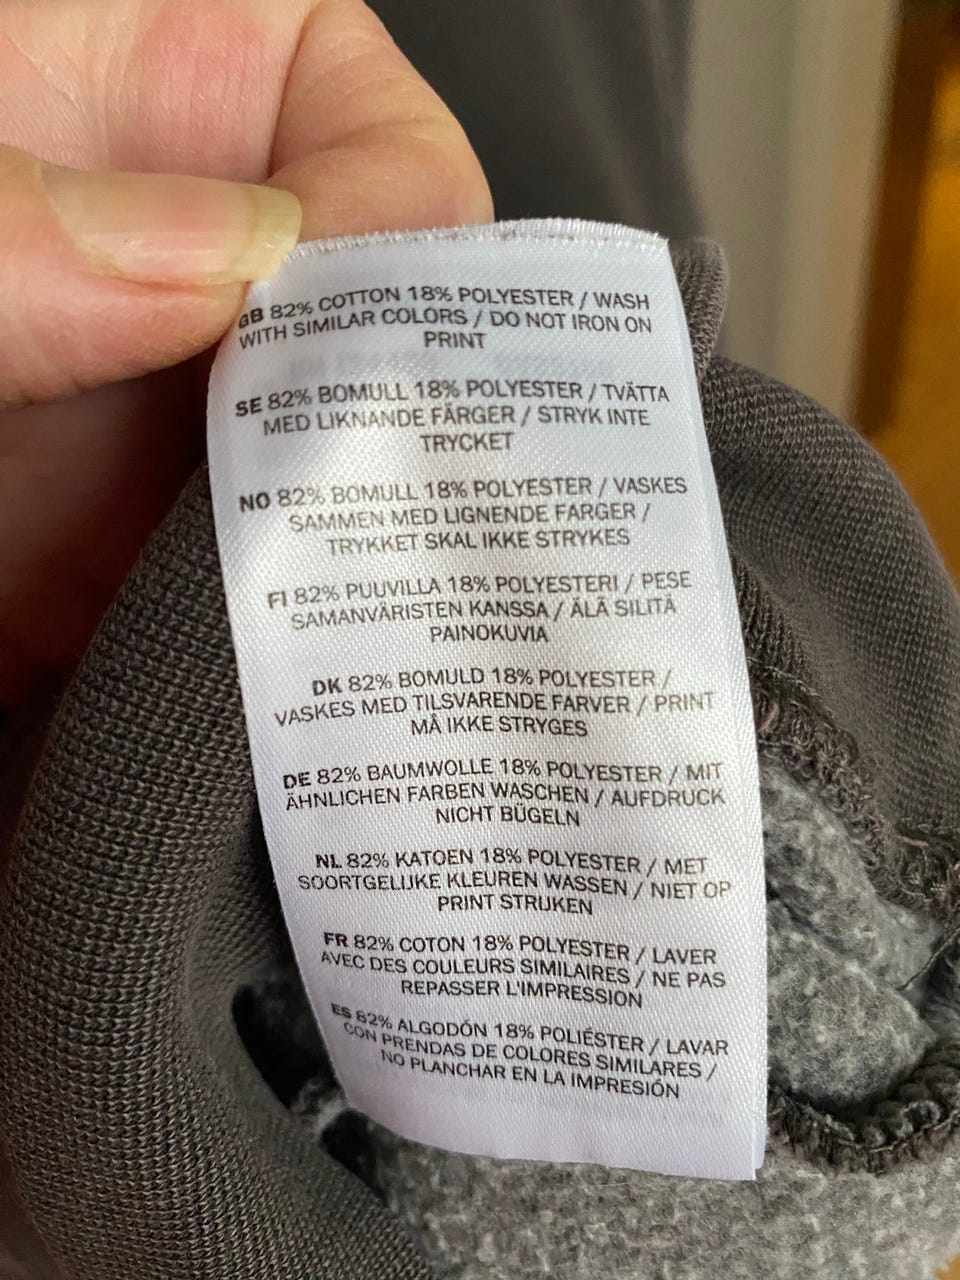 GB 82% COTTON 18% POLYESTER / WASH
WITH SIMILAR COLORS / DO NOT IRON ON
PRINT
SE 82% BOMULL 18% POLYESTER / TVÄTTA
MED LIKNANDE FÄRGER / STRYK INTE
TRYCKET
NO 82% BOMULL 18% POLYESTER / VASKES
SAMMEN MED LIGNENDE FARGER /
TRYKKET SKAL IKKE STRYKES
FI 82% PUUVILLA 18% POLYESTERI / PESE
SAMANVÄRISTEN KANSSA / ÄLÄ SILITÄ
PAINOKUVIA
DK 82% BOMULD 18% POLYESTER /
VASKES MED TILSVARENDE FARVER / PRINT
MÅ IKKE STRYGES
DE 82% BAUMWOLLE 18% POLYESTER / MIT
ÄHNLICHEN FARBEN WASCHEN / AUFDRUCK
NICHT BÜGELN
NL 82% KATOEN 18% POLYESTER / MET
SOORTGELIJKE KLEUREN WASSEN / NIET OP
PRINT STRIJKEN
FR 82% COTON 18% POLYESTER / LAVER
AVEC DES COULEURS SIMILAIRES / NE PAS
REPASSER L'IMPRESSION
ES 82% ALGODÓN 18% POLIÉSTER / LAVAR
CON PRENDAS DE COLORES SIMILARES /
NO PLANCHAR EN LA IMPRESIÓN